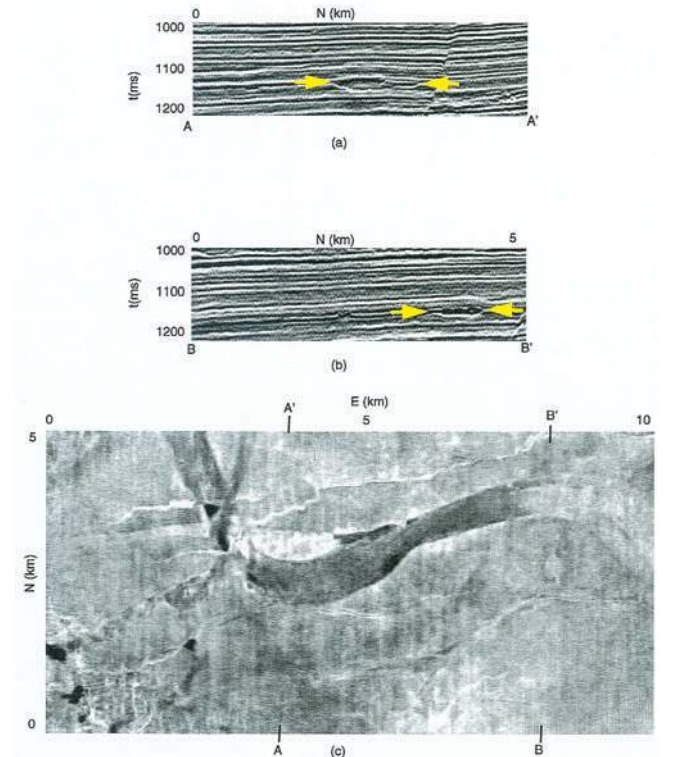 0 N (km)
1000
1100
1200
t(ms)
A A'
(a)
0 N (km) 5
1000
1100
1200
t(ms)
B B'
(b)
E (km)
0 A' 5 B' 10
5
N (km)
0
A (c) B